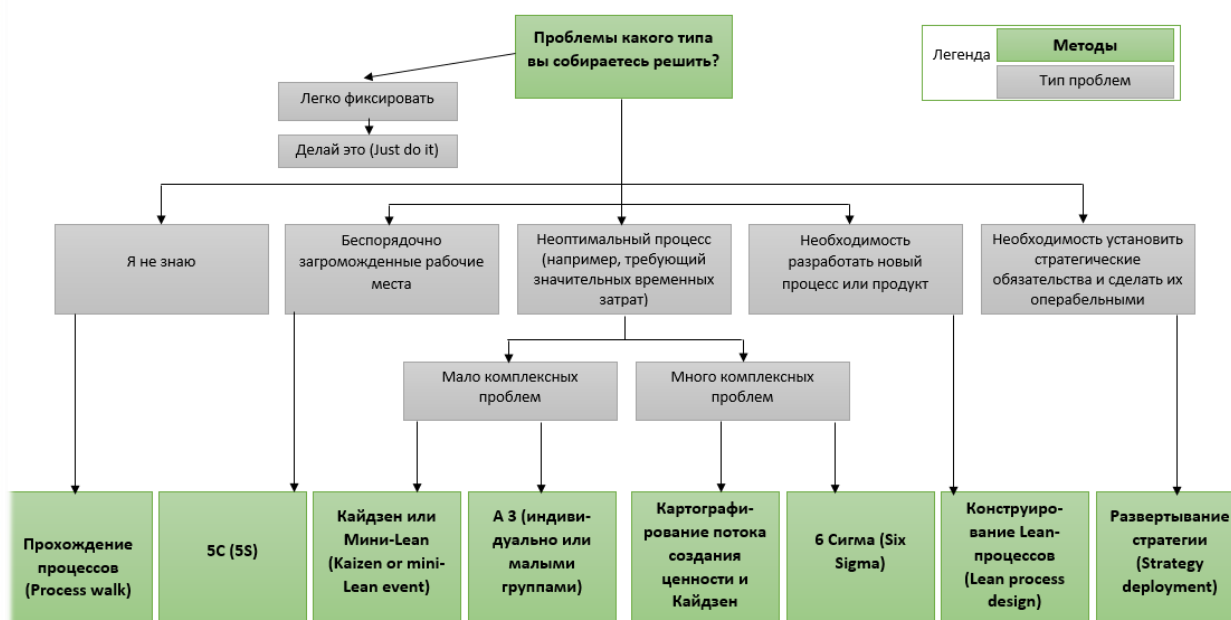 Проблемы какого типа
вы собираетесь решить?
Легенда
Методы
Тип проблем
Легко фиксировать
Делай это (Just do it)
Я не знаю
Беспорядочно
загроможденные рабочие
места
Неоптимальный процесс
(например, требующий
значительных временных
затрат)
Необходимость
разработать новый
процесс или продукт
Необходимость установить
стратегические
обязательства и сделать их
операбельными
Мало комплексных
проблем
Много комплексных
проблем
Прохождение
процессов
(Process walk)
5С (5S)
Кайдзен или
Мини-Lean
(Kaizen or mini-
Lean event)
А 3 (индиви-
дуально или
малыми
группами)
Картографи-
рование потока
создания
ценности и
Кайдзен
6 Сигма (Six
Sigma)
Конструиро-
вание Lean-
процессов
(Lean process
design)
Развертывание
стратегии
(Strategy
deployment)